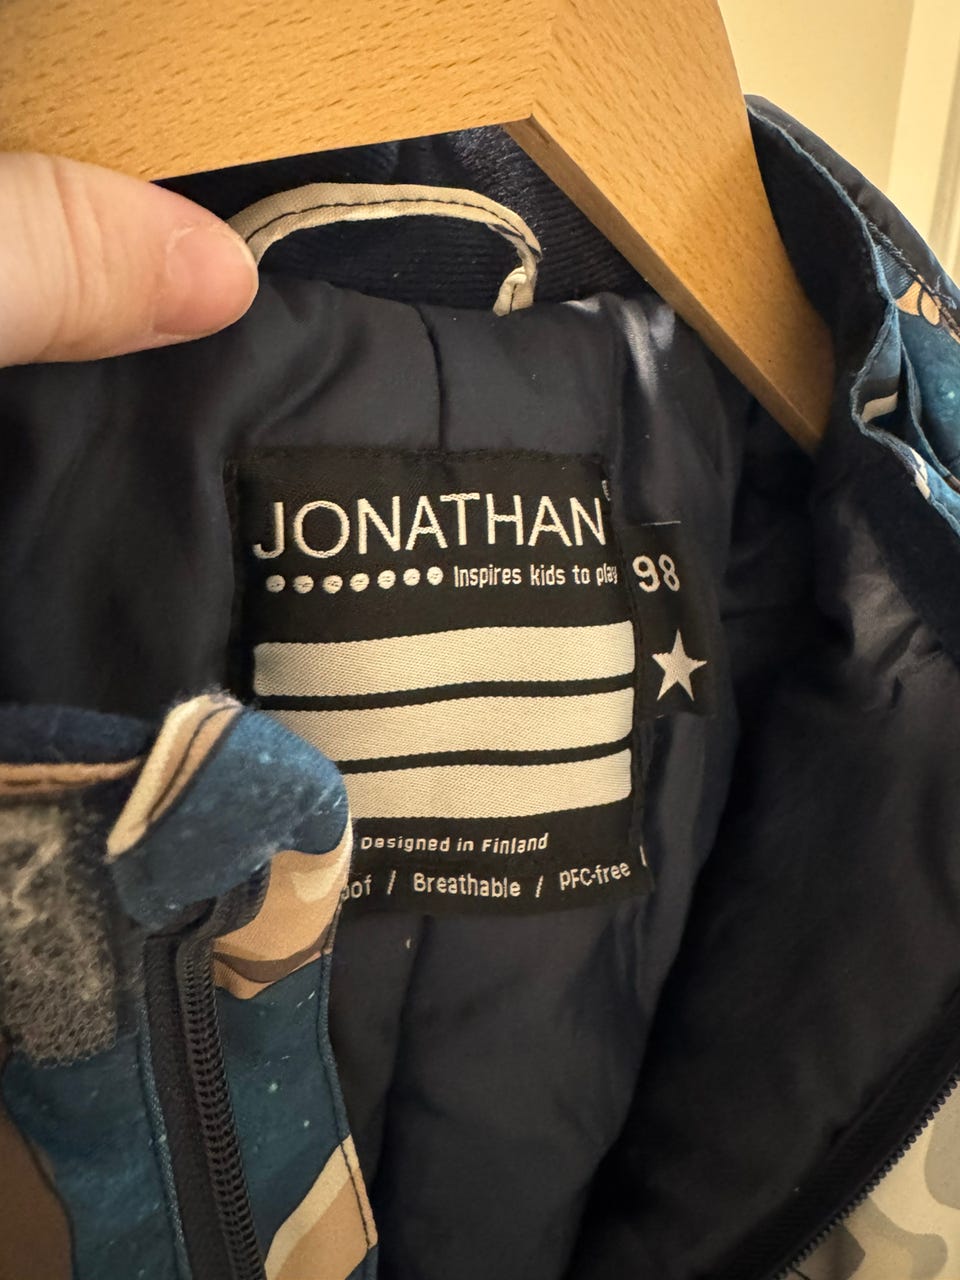 JONATHAN
Inspires kids to play
98
Designed in Finland
/ Breathable / PFC-free